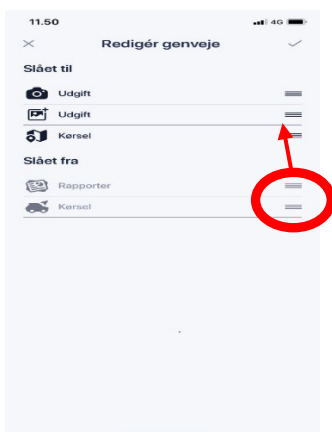 11.50 4G
Redigér genveje
Slået til
Udgift
Udgift
Kørsel
Slået fra
Rapporter
Kørsel